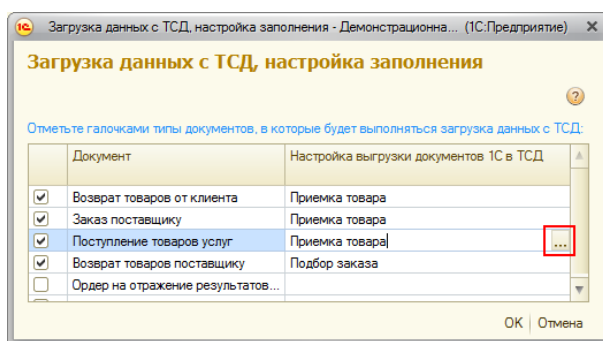 Загрузка данных с ТСД, настройка заполнения - Демонстрационна... (1С:Предприятие)
Загрузка данных с ТСД, настройка заполнения
Отметьте галочками типы документов, в которые будет выполняться загрузка данных с ТСД:
Документ Настройка выгрузки документов 1С в ТСД
Возврат товаров от клиента Приемка товара
Заказ поставщику Приемка товара
Поступление товаров услуг Приемка товара ...
Возврат товаров поставщику Подбор заказа
Ордер на отражение результатов...
OK Отмена